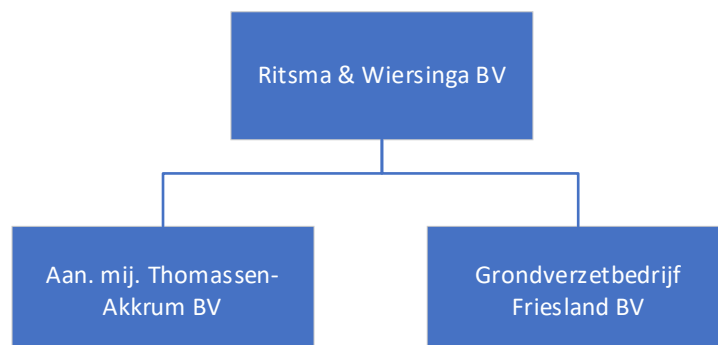 Ritsma & Wiersinga BV
Aan. mij. Thomassen-
Akkrum BV
Grondverzetbedrijf
Friesland BV